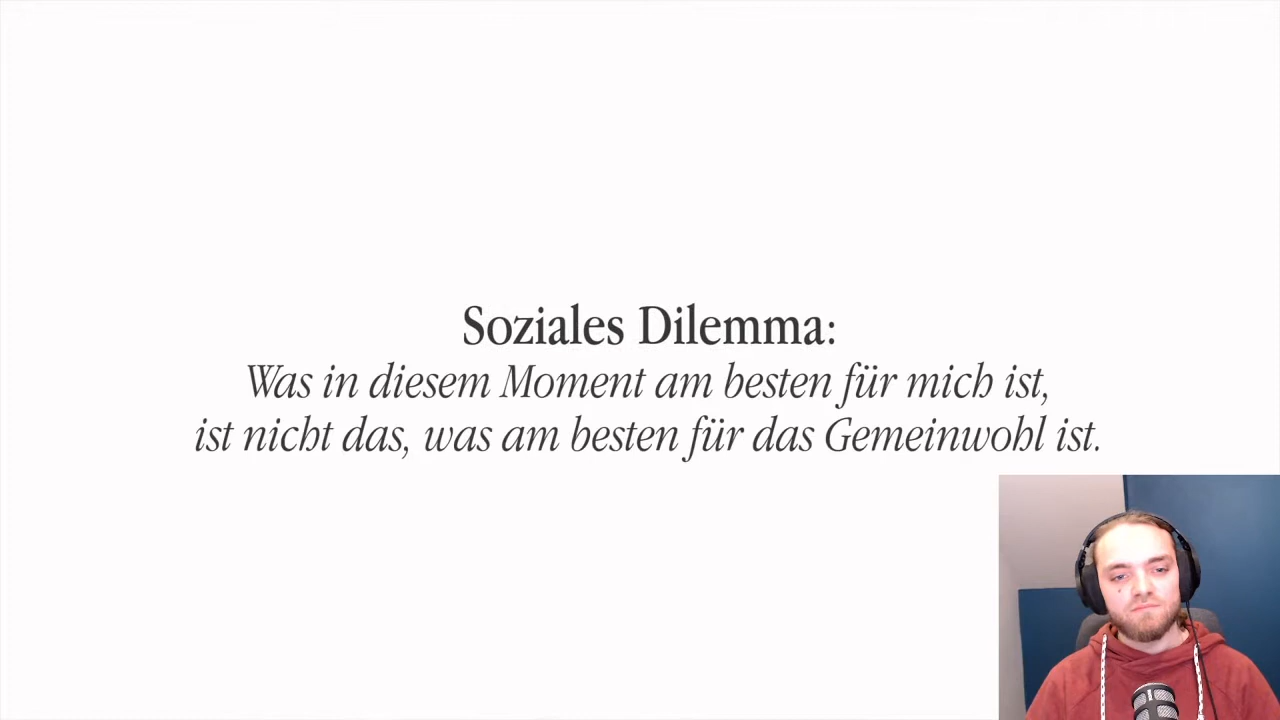 Soziales Dilemma:
Was in diesem Moment am besten für mich ist,
ist nicht das, was am besten für das Gemeinwohl ist.